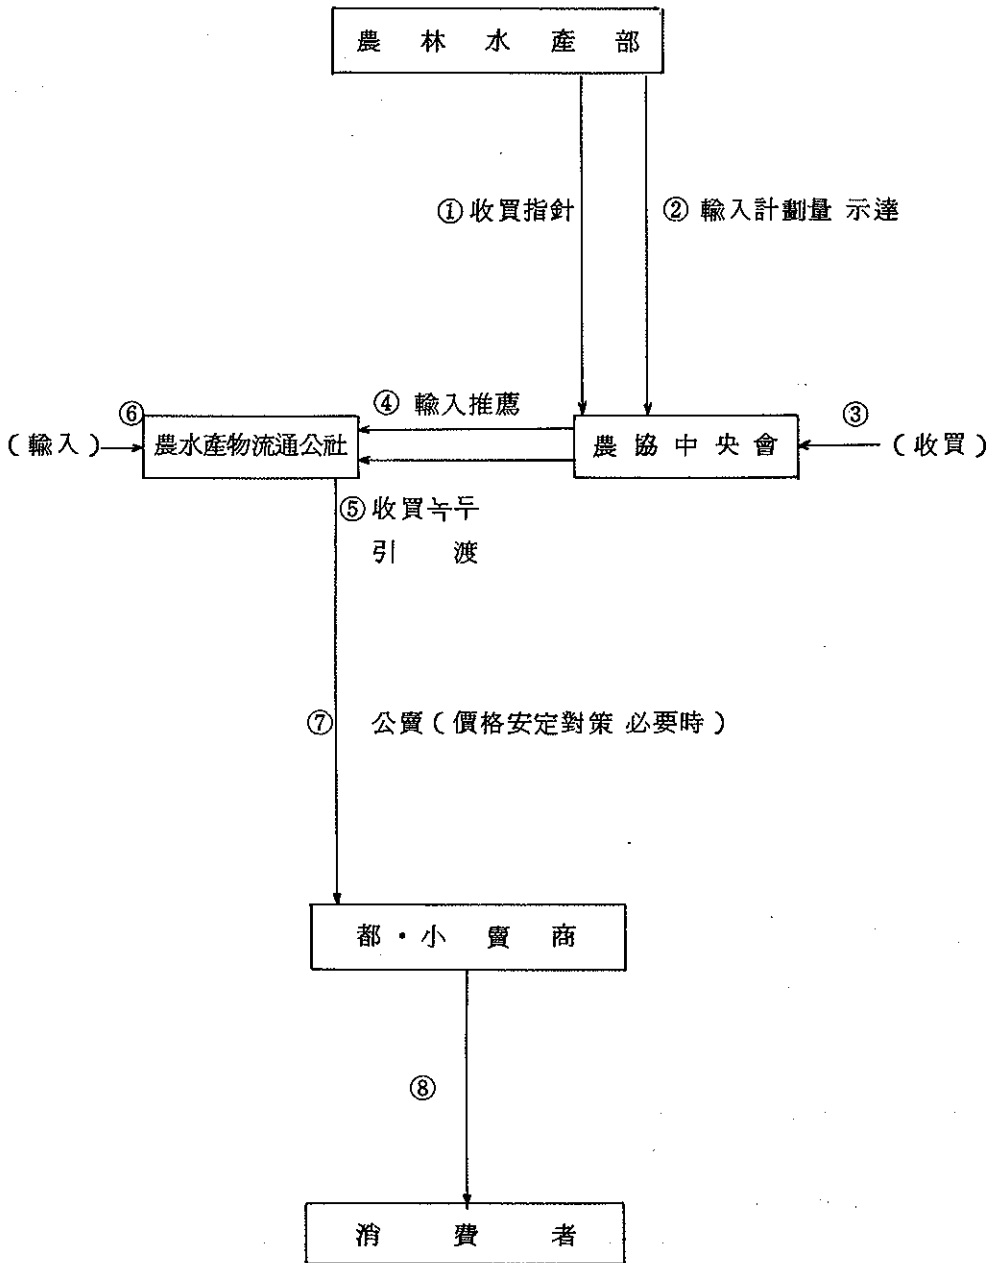 農林水產部
① 收買指針
② 輸入計劃量 示達
④ 輸入推薦
⑥
③
(輸入)
農水產物流通公社
農協中央會
(收買)
⑤ 收買녹두
引渡
⑦ 公賣(價格安定對策 必要時)
都·小賣商
⑧
消費者